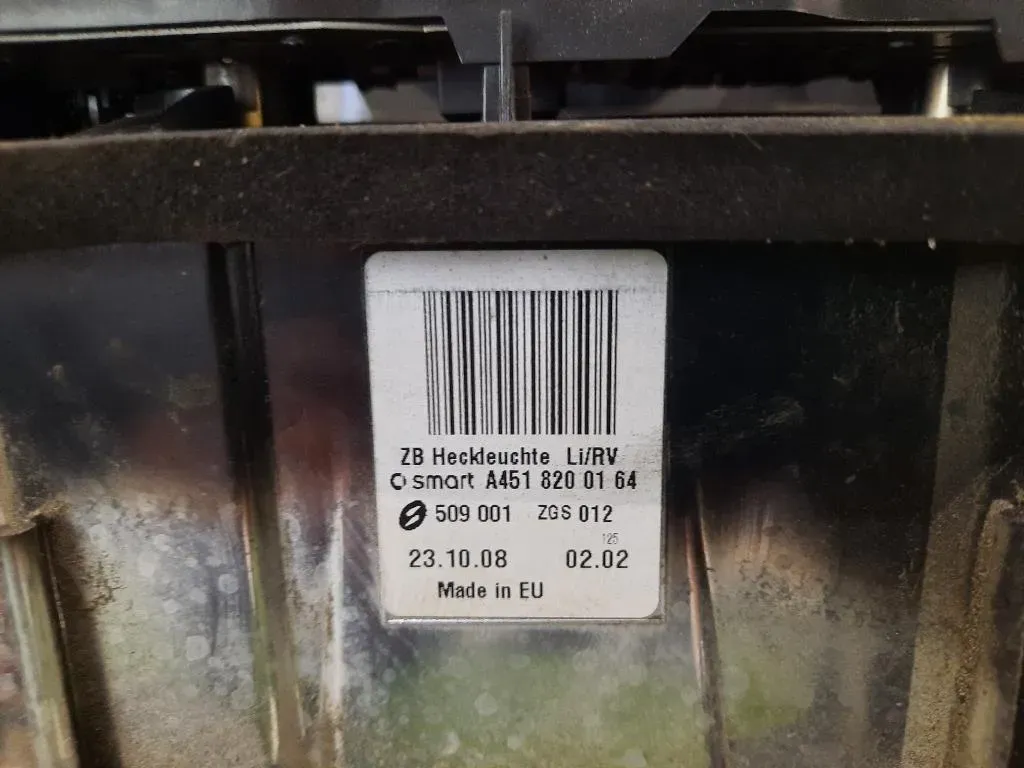 ZB Heckleuchte Li/RV
smart A451 820 01 64
509 001 ZGS 012
125
23.10.08 02.02
Made in EU